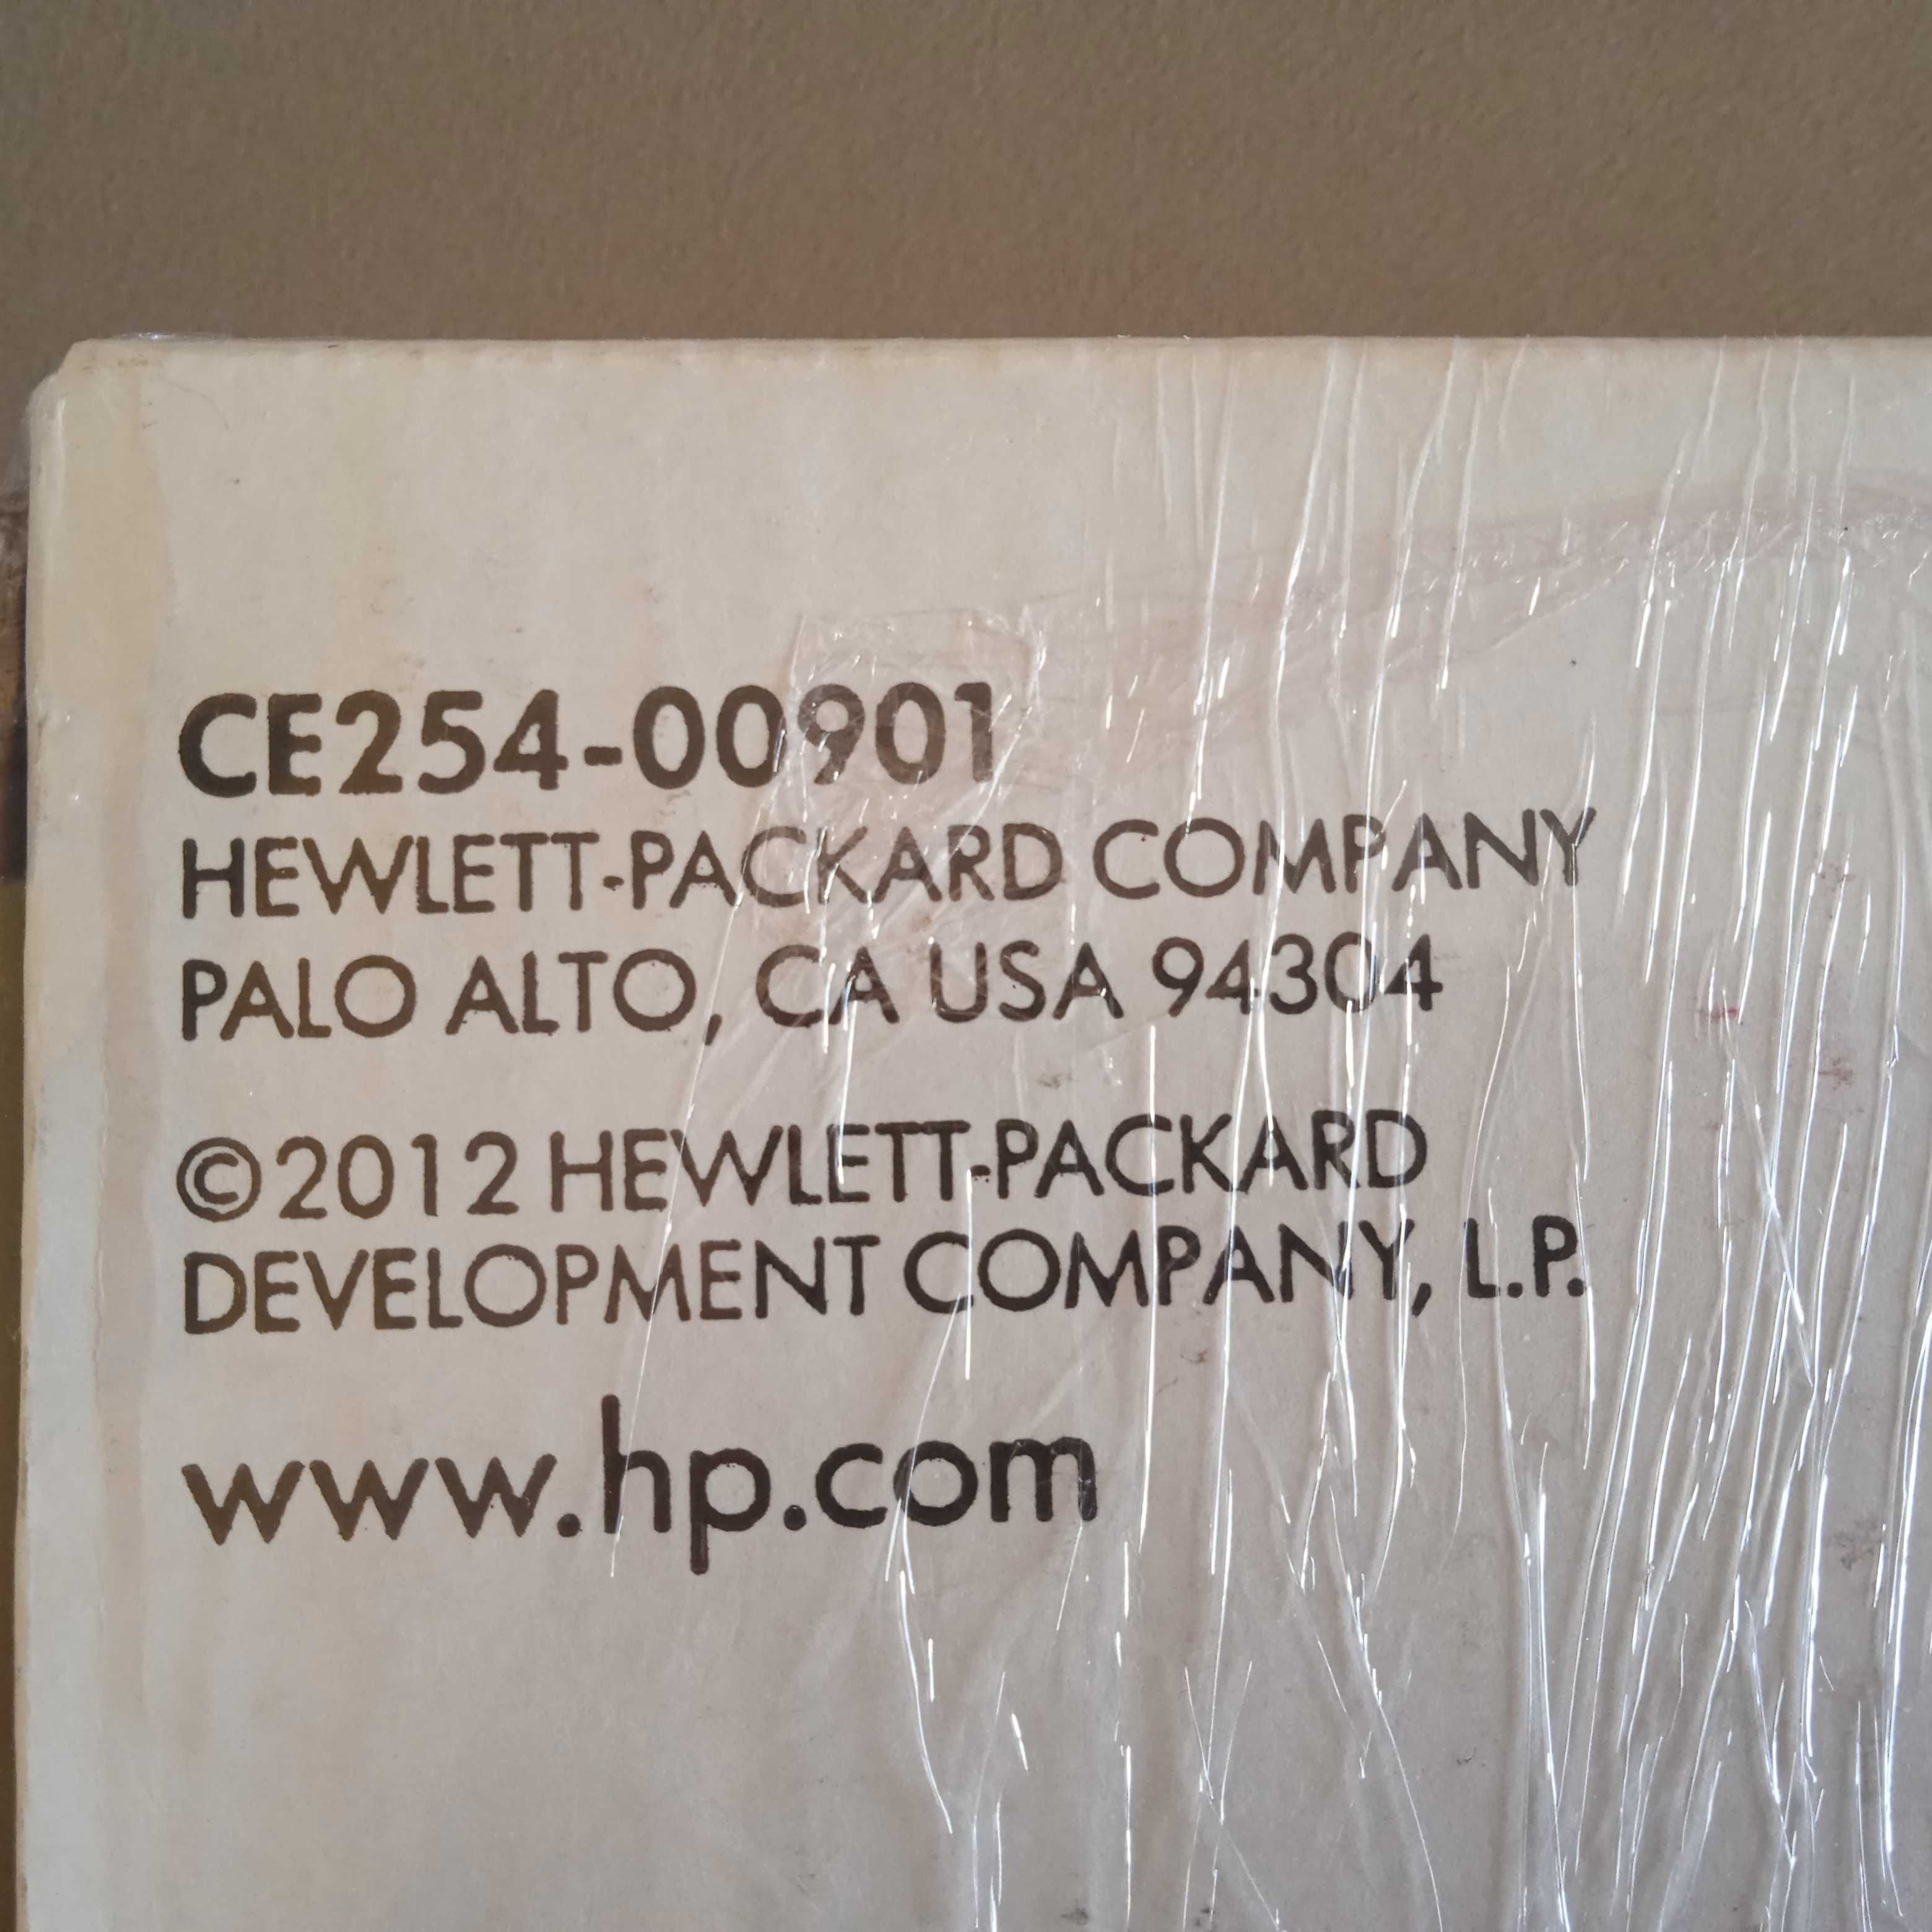 CE254-00901
HEWLETT-PACKARD COMPANY
PALO ALTO, CA USA 94304
©2012 HEWLETT-PACKARD
DEVELOPMENT COMPANY, L.P.
www.hp.com